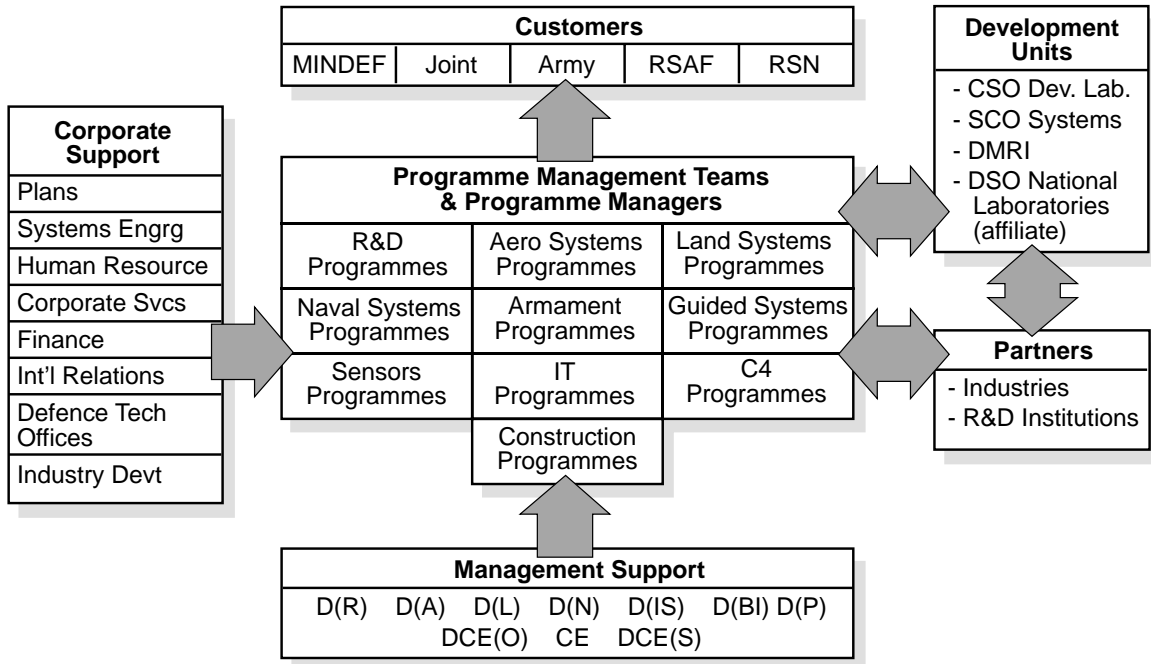 Customers
MINDEF Joint Army RSAF RSN
Development
Units
- CSO Dev. Lab.
- SCO Systems
- DMRI
- DSO National
Laboratories
(affiliate)
Corporate
Support
Plans
Systems Engrg
Human Resource
Corporate Svcs
Finance
Int'l Relations
Defence Tech
Offices
Industry Devt
Programme Management Teams
& Programme Managers
R&D
Programmes
Aero Systems
Programmes
Land Systems
Programmes
Naval Systems
Programmes
Armament
Programmes
Guided Systems
Programmes
Sensors
Programmes
IT
Programmes
C4
Programmes
Construction
Programmes
Partners
- Industries
- R&D Institutions
Management Support
D(R) D(A) D(L) D(N) D(IS) D(BI) D(P)
DCE(O) CE DCE(S)